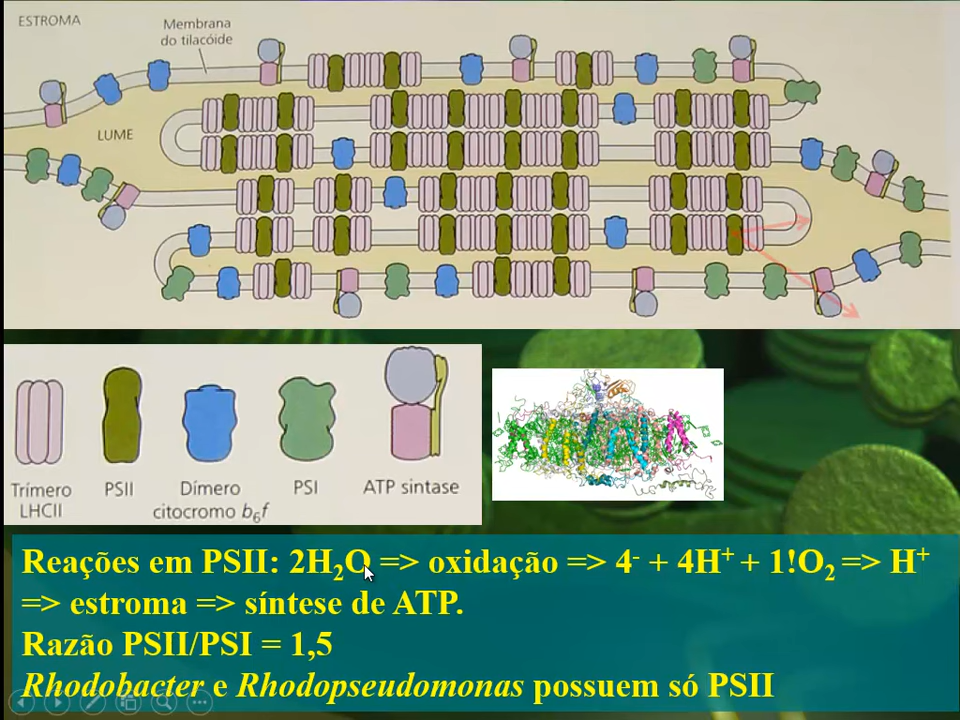 ESTROMA
Membrana
do tilacóide
LUME
Trímero
LHCII
PSII
Dímero
citocromo b6f
PSI
ATP sintase
Reações em PSII: 2H2O => oxidação => 4- + 4H+ + 1!O2 => H+
=> estroma => síntese de ATP.
Razão PSII/PSI = 1,5
Rhodobacter e Rhodopseudomonas possuem só PSII